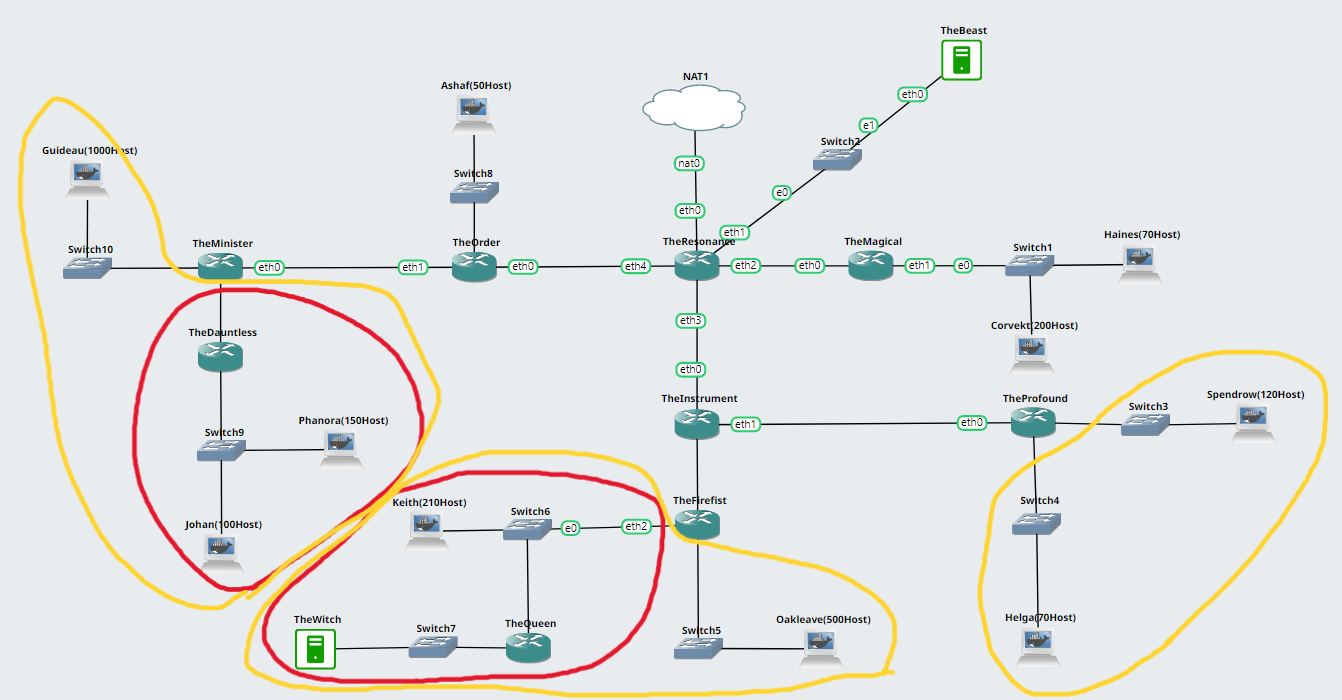 TheBeast
NAT1
Ashaf(50Host)
eth0
e1
Switch2
Guideau(1000Host)
nat0
Switch8
e0
eth0
eth1
Switch10
TheMinister
TheOrder
TheResonance
TheMagical
Switch1
Haines(70Host)
eth0
eth1
eth0
eth4
eth2
eth0
eth1
e0
eth3
TheDauntless
Corvekt(200Host)
eth0
TheInstrument
TheProfound
Switch3
Spendrow(120Host)
eth1
eth0
Phanora(150Host)
Switch9
Keith(210Host)
Switch6
TheFirefist
Switch4
e0
eth2
Johan(100Host)
TheWitch
Switch7
TheQueen
Switch5
Oakleave(500Host)
Helga(70Host)